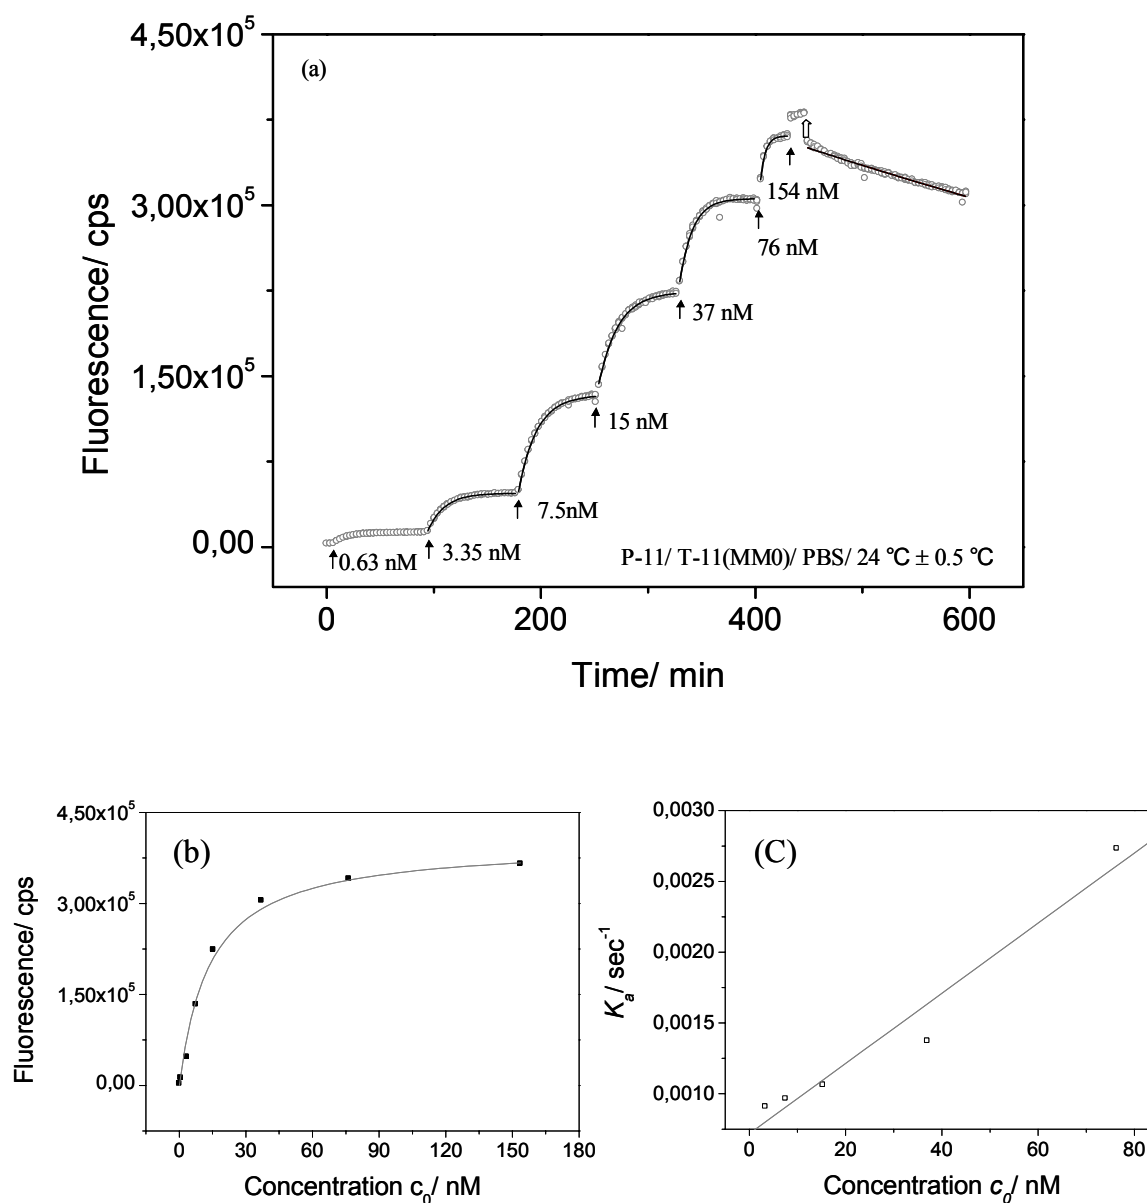 4,50x10⁵
(a)
3,00x10⁵
1,50x10⁵
0,00
Fluorescence/ cps
154 nM
76 nM
37 nM
15 nM
7.5nM
3.35 nM
0.63 nM
P-11/ T-11(MM0)/ PBS/ 24 °C ± 0.5 °C
0 200 400 600
Time/ min
4,50x10⁵
(b)
3,00x10⁵
1,50x10⁵
0,00
Fluorescence/ cps
0 30 60 90 120 150 180
Concentration c₀/ nM
0,0030
(C)
0,0025
0,0020
0,0015
0,0010
Kₐ/ sec⁻¹
0 20 40 60 80
Concentration c₀/ nM